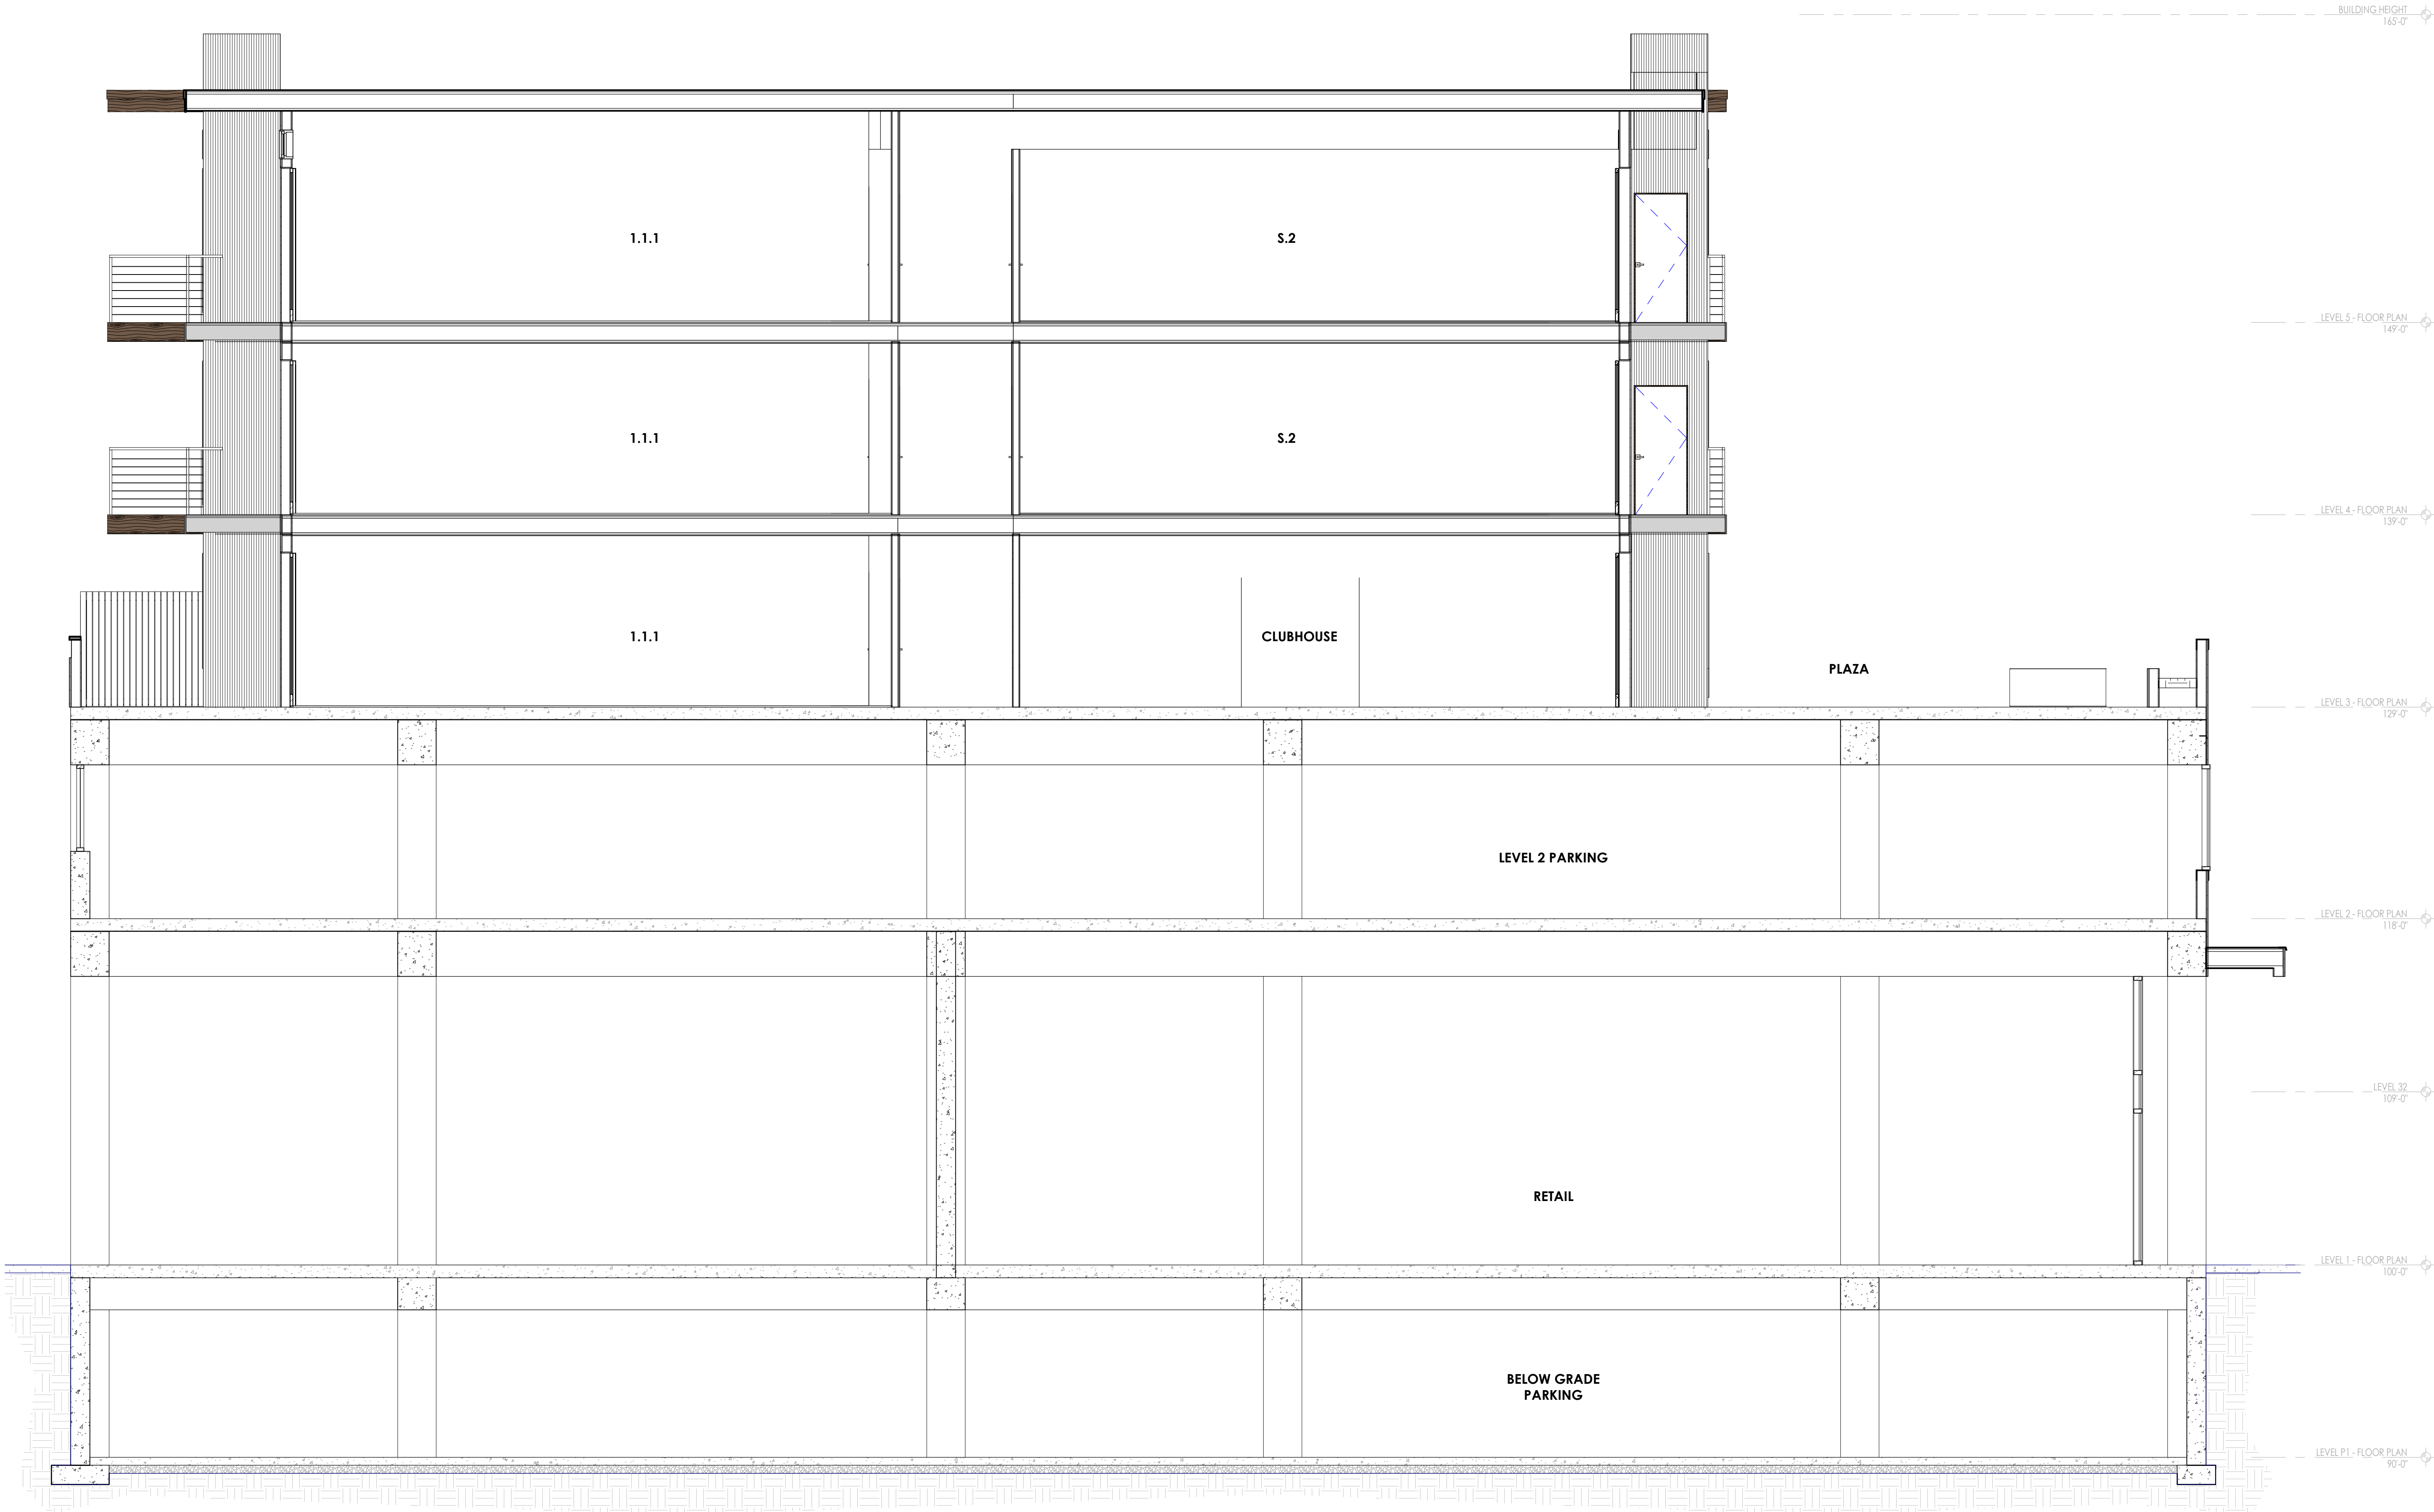 BUILDING HEIGHT
165'-0"
1.1.1
S.2
LEVEL 5 - FLOOR PLAN
149'-0"
1.1.1
S.2
LEVEL 4 - FLOOR PLAN
139'-0"
1.1.1
CLUBHOUSE
PLAZA
LEVEL 3 - FLOOR PLAN
129'-0"
LEVEL 2 PARKING
LEVEL 2 - FLOOR PLAN
118'-0"
LEVEL 32
109'-0"
RETAIL
LEVEL 1 - FLOOR PLAN
100'-0"
BELOW GRADE
PARKING
LEVEL P1 - FLOOR PLAN
90'-0"